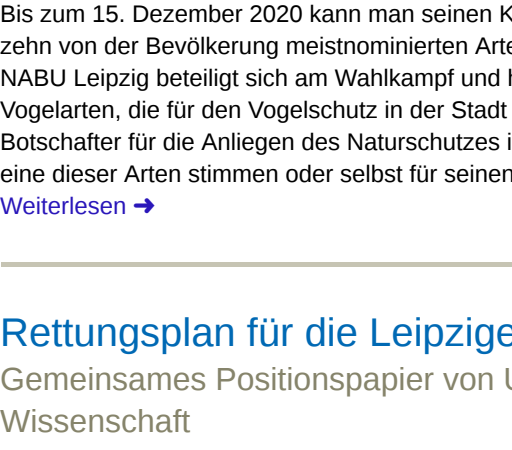 Bis zum 15. Dezember 2020 kann man seinen
zehn von der Bevölkerung meistnominierten
NABU Leipzig beteiligt sich am Wahlkampf und
Vogelarten, die für den Vogelschutz in der Stadt
Botschafter für die Anliegen des Naturschutzes
eine dieser Arten stimmen oder selbst für seinen
Weiterlesen ➜
Rettungsplan für die Leipzige
Gemeinsames Positionspapier von
Wissenschaft